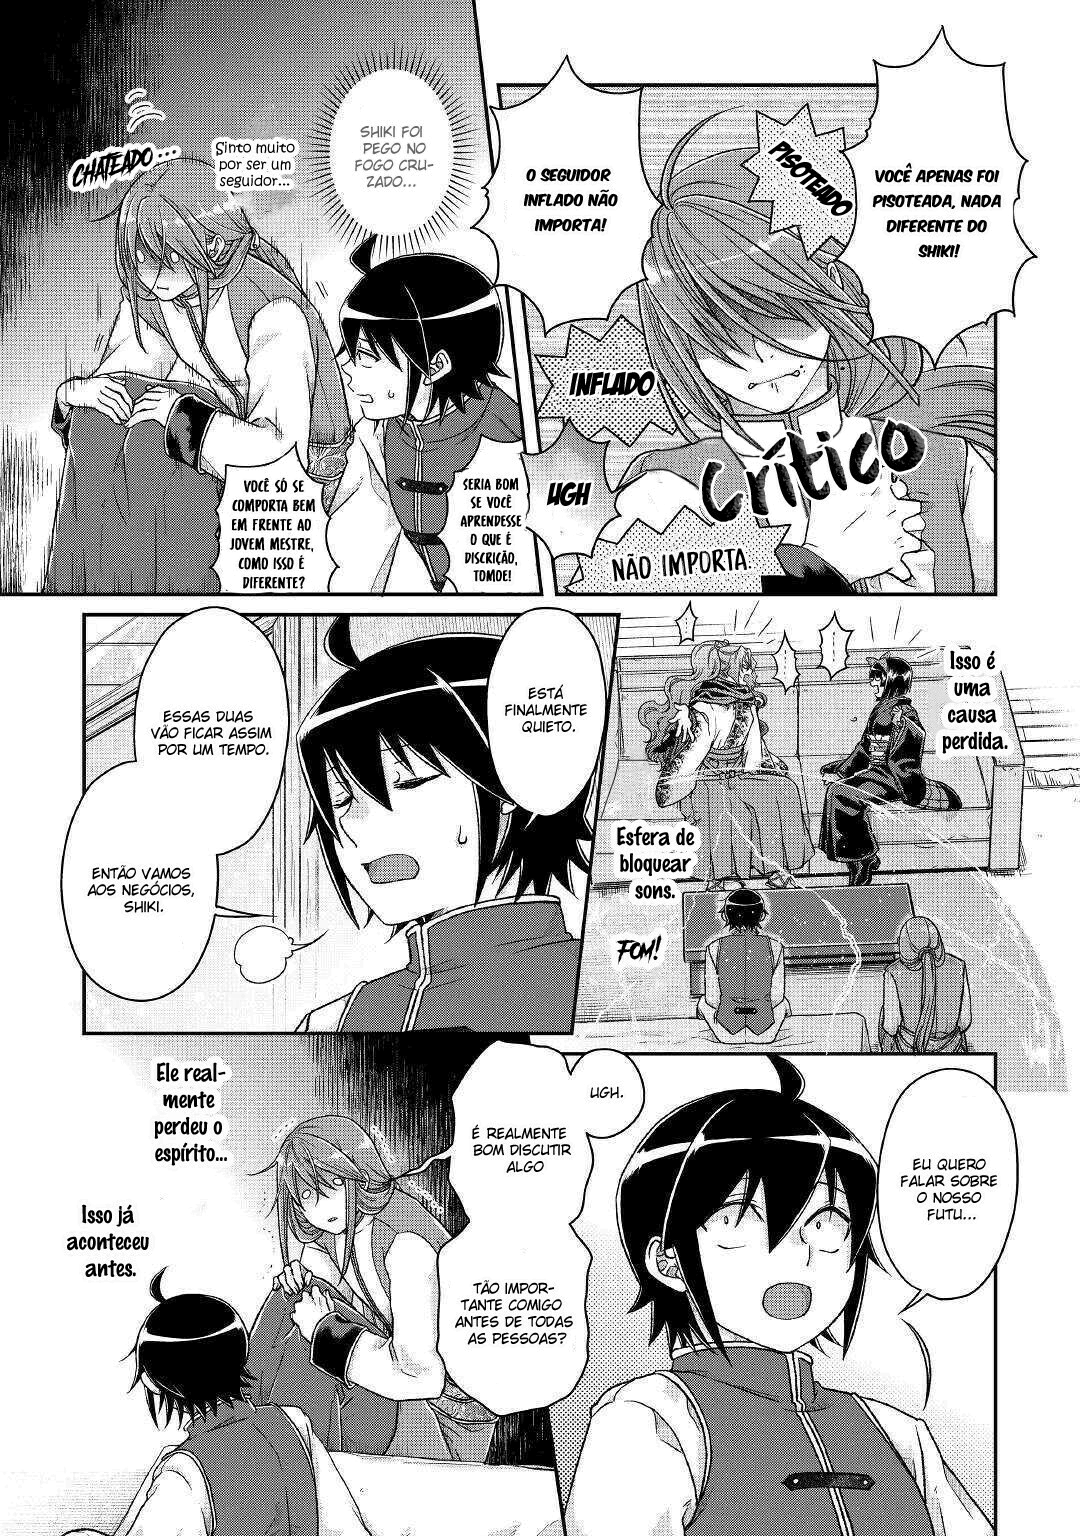 VOCÊ APENAS FOI
PISOTEADA, NADA
DIFERENTE DO
SHIKI!
PISOTEADO
O SEGUIDOR
INFLADO NÃO
IMPORTA!
INFLADO
Crítico
UGH
NÃO IMPORTA
SHIKI FOI
PEGO NO
FOGO CRU-
ZADO...
Sinto muito
por ser um
seguidor...
CHATEADO...
SERIA BOM
SE VOCÊ
APRENDESSE
O QUE É
DISCRIÇÃO,
TOMOE!
VOCÊ SÓ SE
COMPORTA BEM
EM FRENTE AO
JOVEM MESTRE,
COMO ISSO É
DIFERENTE?
Isso é
uma
causa
perdida.
Esfera de
bloquear
sons.
FOM!
ESTÁ
FINALMENTE
QUIETO.
ESSAS DUAS
VÃO FICAR ASSIM
POR UM TEMPO.
ENTÃO VAMOS
AOS NEGÓCIOS,
SHIKI.
EU QUERO
FALAR SOBRE
O NOSSO
FUTU...
UGH.
É REALMENTE
BOM DISCUTIR
ALGO
TÃO IMPOR-
TANTE COMIGO
ANTES DE TODAS
AS PESSOAS?
Ele real-
mente
perdeu o
espírito...
Isso já
aconteceu
antes.